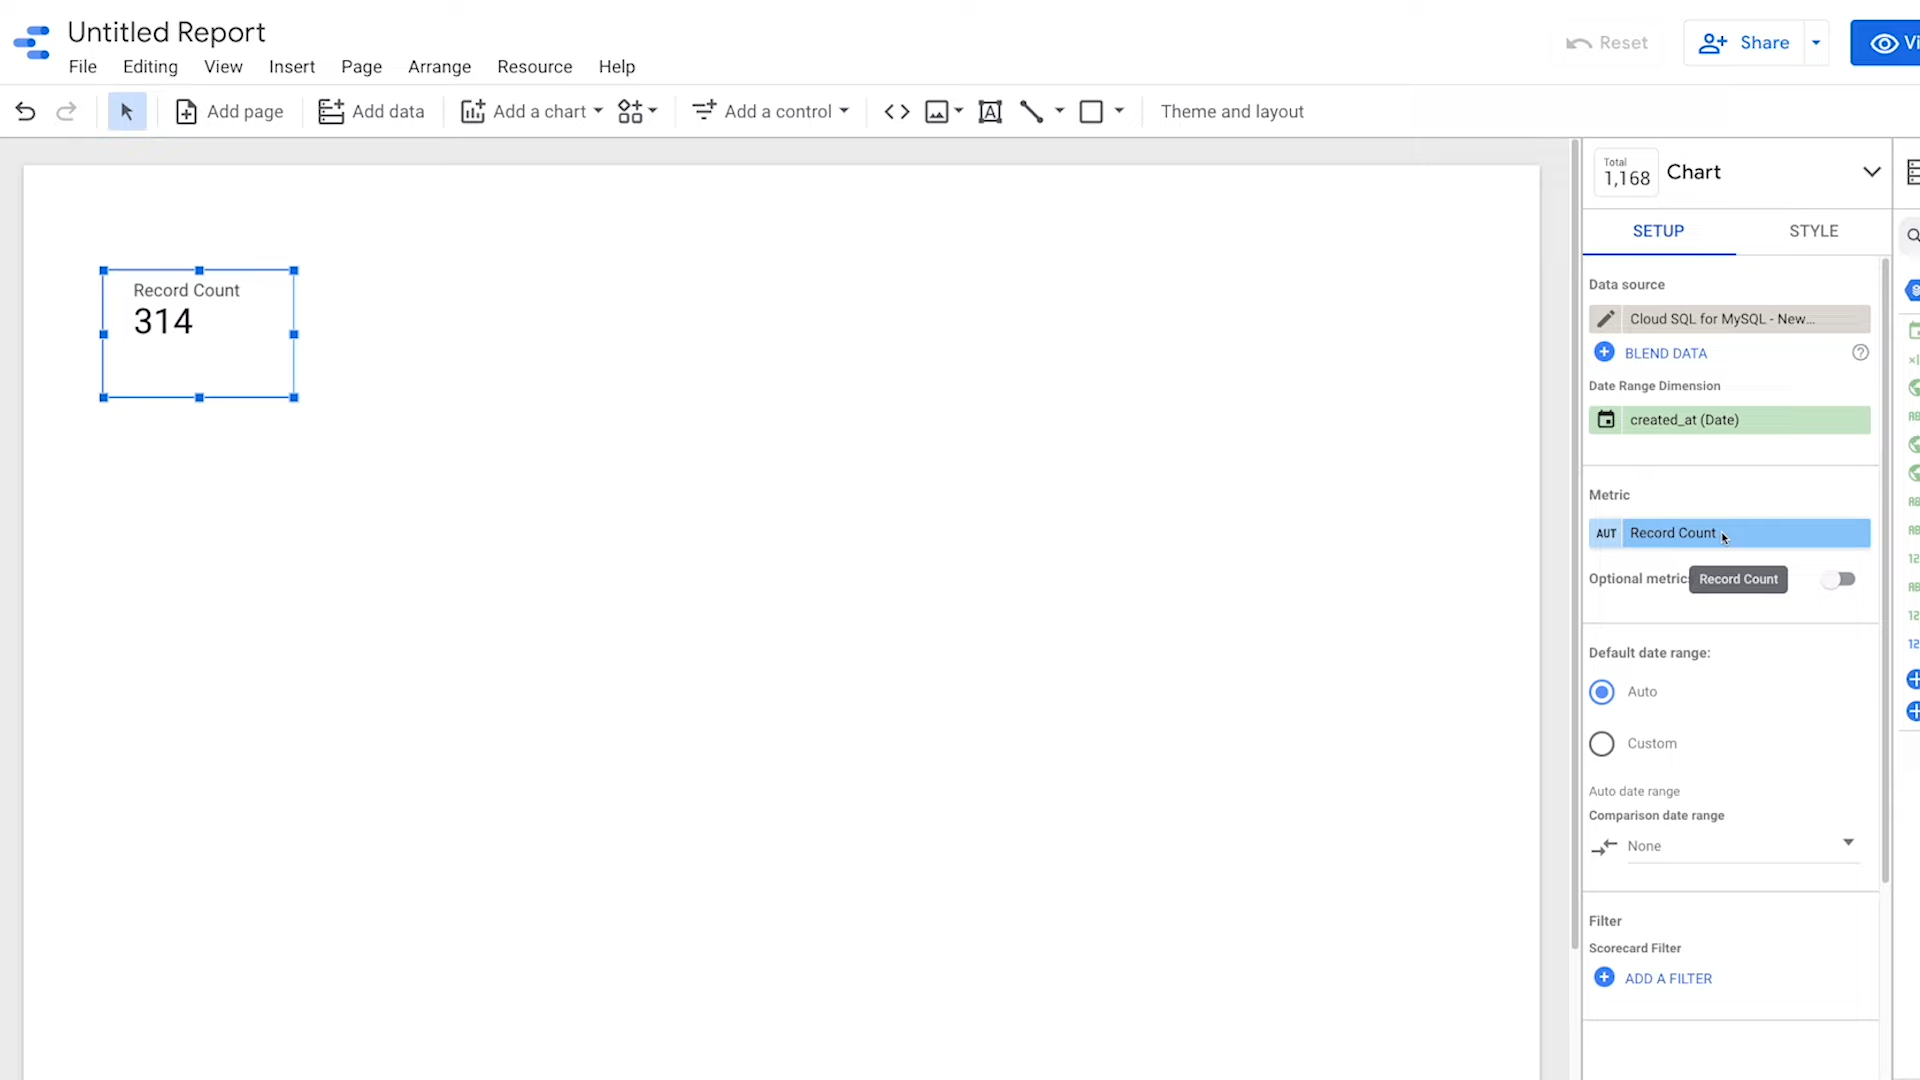 Untitled Report
File Editing View Insert Page Arrange Resource Help
Reset
Share
Vi
Add page
Add data
Add a chart
Add a control
Theme and layout
Record Count
314
Total
1,168
Chart
SETUP
STYLE
Data source
Cloud SQL for MySQL - New...
BLEND DATA
Date Range Dimension
created_at (Date)
Metric
AUT
Record Count
Optional metric
Record Count
Default date range:
Auto
Custom
Auto date range
Comparison date range
None
Filter
Scorecard Filter
ADD A FILTER